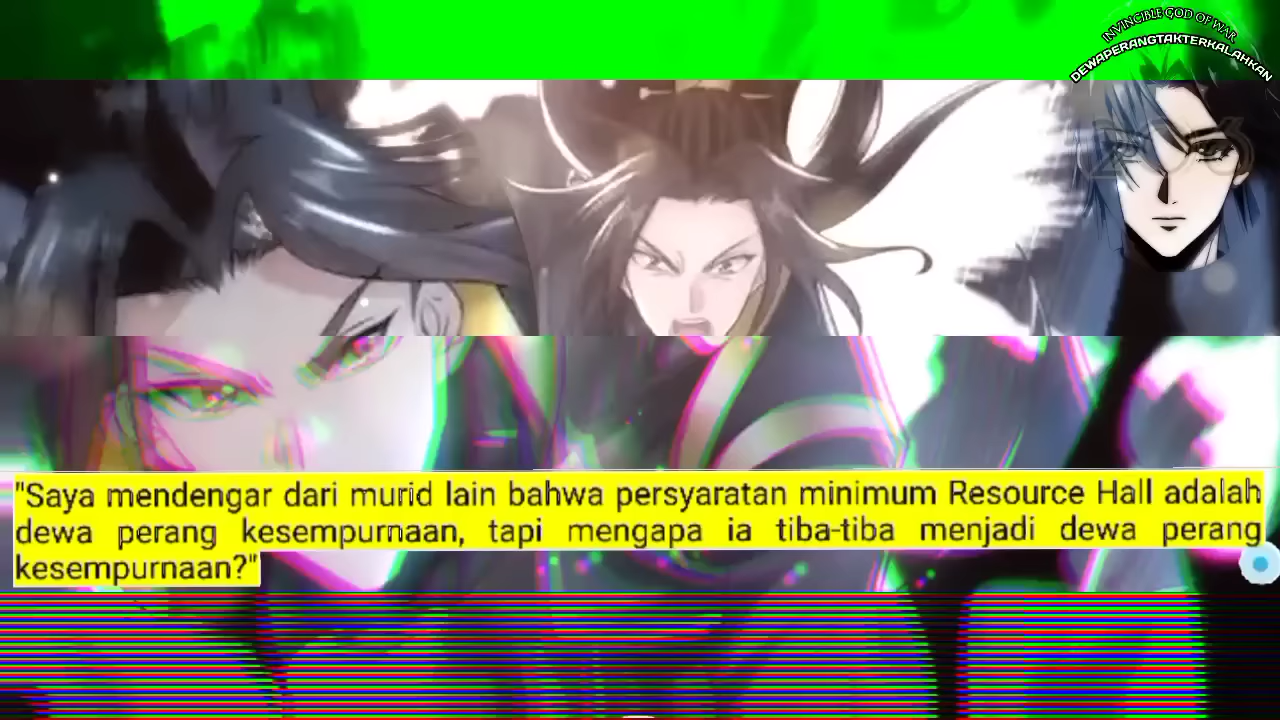 INVINCIBLE GOD OF WAR
DEWAPERANGTAKTERKALAHKAN
"Saya mendengar dari murid lain bahwa persyaratan minimum Resource Hall adalah
dewa perang kesempurnaan, tapi mengapa ia tiba-tiba menjadi dewa perang
kesempurnaan?"